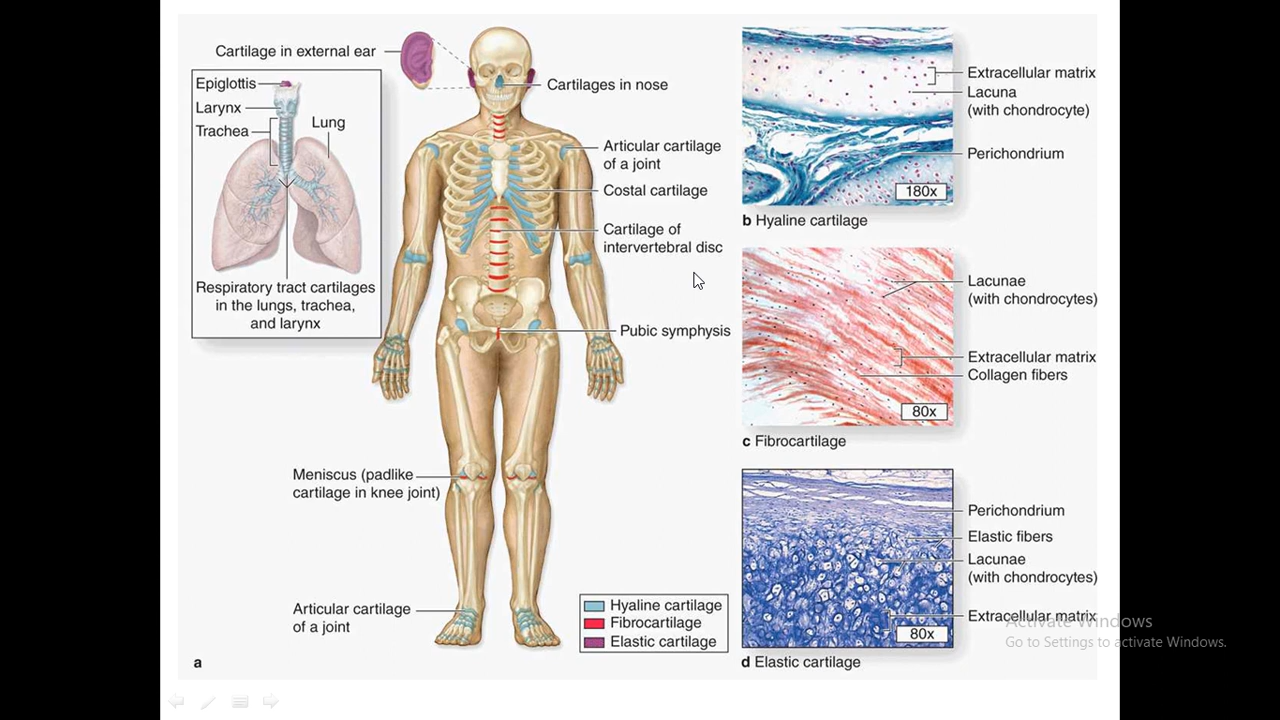 Cartilage in external ear
Epiglottis
Larynx
Trachea
Lung
Respiratory tract cartilages
in the lungs, trachea,
and larynx
Cartilages in nose
Articular cartilage
of a joint
Costal cartilage
Cartilage of
intervertebral disc
Pubic symphysis
Meniscus (padlike
cartilage in knee joint)
Articular cartilage
of a joint
Hyaline cartilage
Fibrocartilage
Elastic cartilage
a
Extracellular matrix
Lacuna
(with chondrocyte)
Perichondrium
180x
b Hyaline cartilage
Lacunae
(with chondrocytes)
Extracellular matrix
Collagen fibers
80x
c Fibrocartilage
Perichondrium
Elastic fibers
Lacunae
(with chondrocytes)
Extracellular matrix
80x
d Elastic cartilage
Activate Windows
Go to Settings to activate Windows.